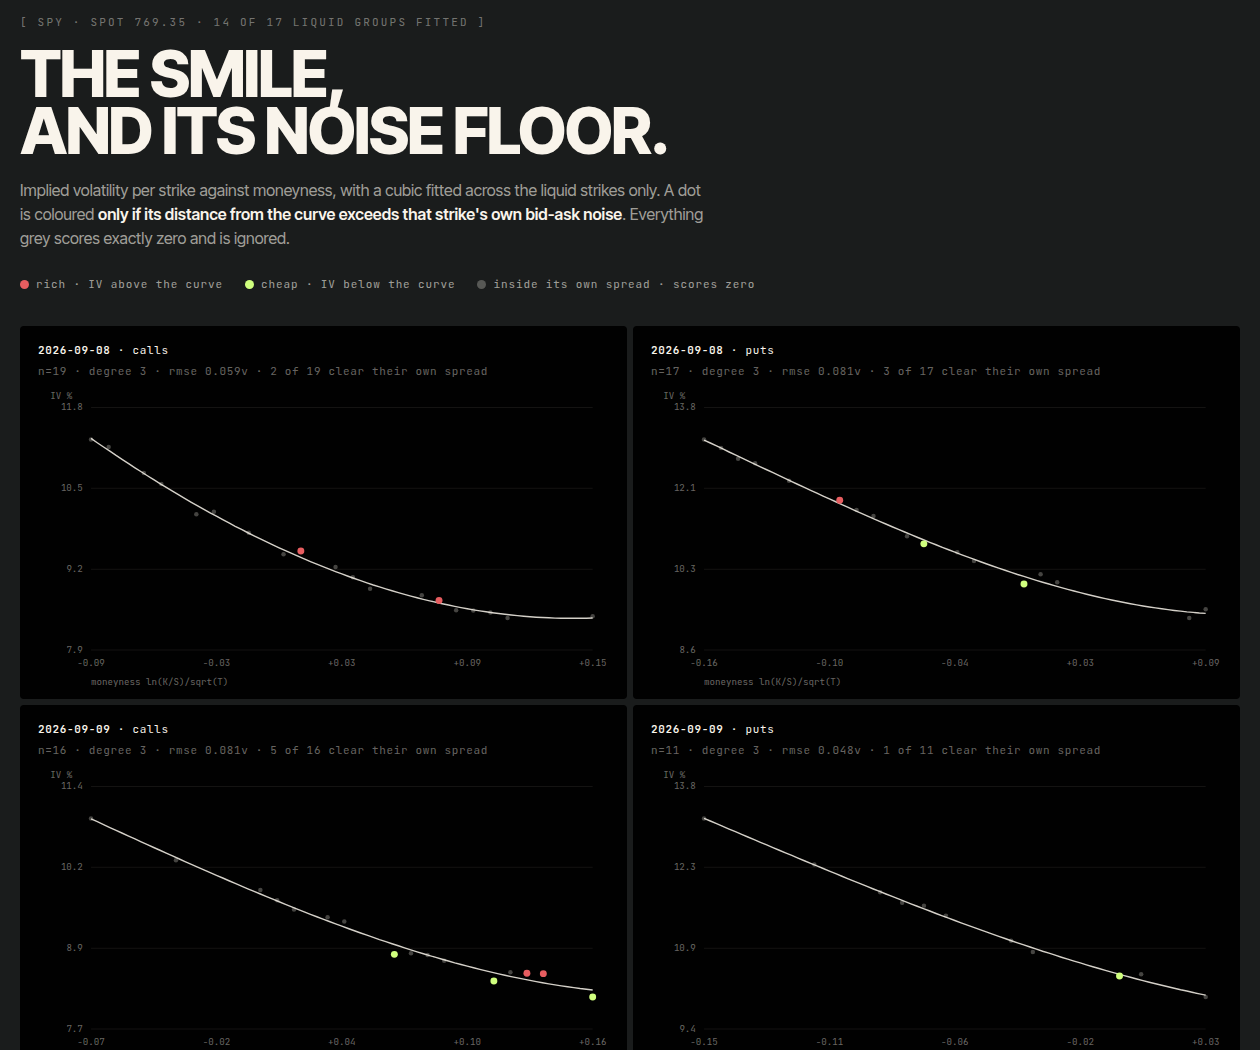 [ SPY · SPOT 769.35 · 14 OF 17 LIQUID GROUPS FITTED ]
THE SMILE,
AND ITS NOISE FLOOR.
Implied volatility per strike against moneyness, with a cubic fitted across the liquid strikes only. A dot
is coloured only if its distance from the curve exceeds that strike's own bid-ask noise. Everything
grey scores exactly zero and is ignored.
rich · IV above the curve
cheap · IV below the curve
inside its own spread · scores zero
2026-09-08 · calls
n=19 · degree 3 · rmse 0.059v · 2 of 19 clear their own spread
IV %
11.8
10.5
9.2
7.9
-0.09
-0.03
+0.03
+0.09
+0.15
moneyness ln(K/S)/sqrt(T)
2026-09-08 · puts
n=17 · degree 3 · rmse 0.081v · 3 of 17 clear their own spread
IV %
13.8
12.1
10.3
8.6
-0.16
-0.10
-0.04
+0.03
+0.09
moneyness ln(K/S)/sqrt(T)
2026-09-09 · calls
n=16 · degree 3 · rmse 0.081v · 5 of 16 clear their own spread
IV %
11.4
10.2
8.9
7.7
-0.07
-0.02
+0.04
+0.10
+0.16
2026-09-09 · puts
n=11 · degree 3 · rmse 0.048v · 1 of 11 clear their own spread
IV %
13.8
12.3
10.9
9.4
-0.15
-0.11
-0.06
-0.02
+0.03